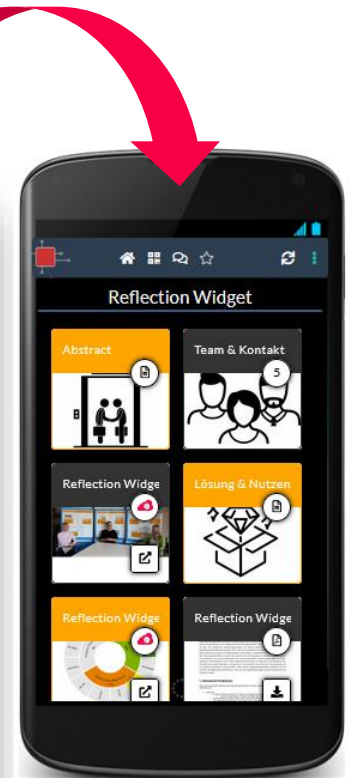 Reflection Widget
Abstract
Team & Kontakt
5
Reflection Widge
Lösung & Nutzen
Reflection Widge
Reflection Widge